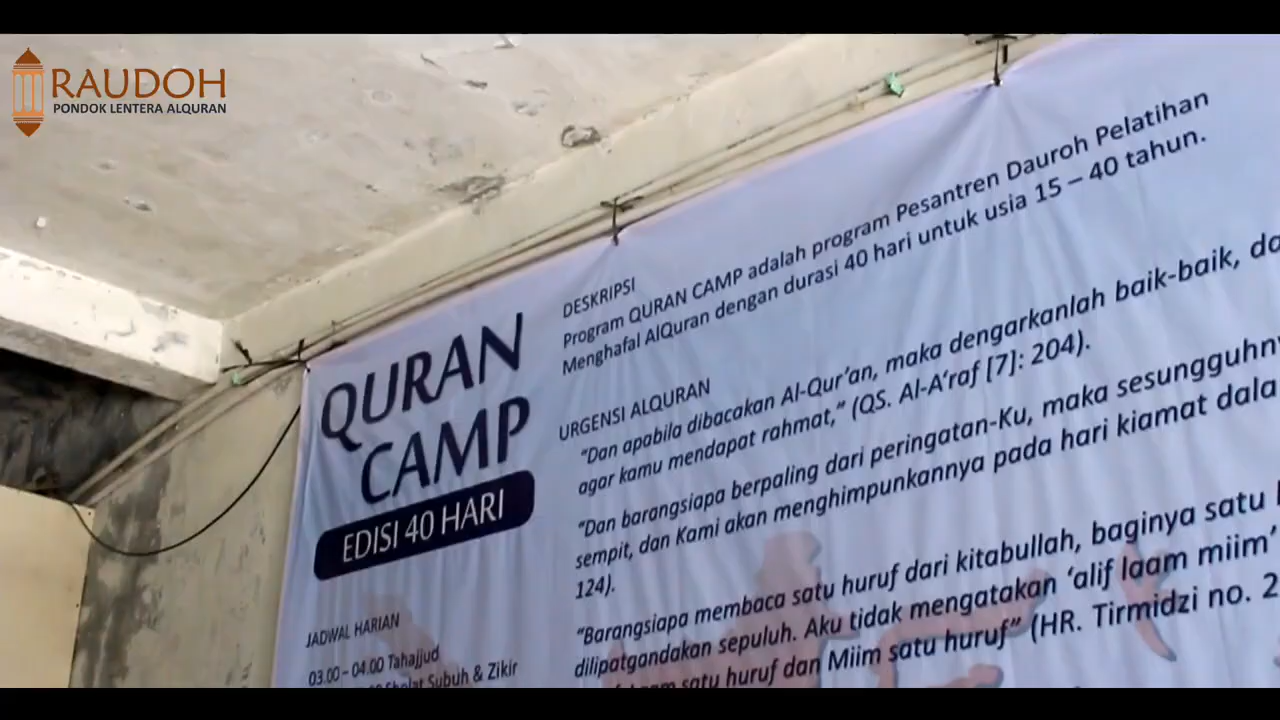 RAUDOH
PONDOK LENTERA ALQURAN
QURAN
CAMP
EDISI 40 HARI
JADWAL HARIAN
03.00 – 04.00 Tahajjud
Subuh & Zikir
DESKRIPSI
Program QURAN CAMP adalah program Pesantren Dauroh Pelatihan
Menghafal AlQuran dengan durasi 40 hari untuk usia 15 – 40 tahun.
URGENSI ALQURAN
“Dan apabila dibacakan Al-Qur’an, maka dengarkanlah baik-baik, da
agar kamu mendapat rahmat,” (QS. Al-A‘raf [7]: 204).
“Dan barangsiapa berpaling dari peringatan-Ku, maka sesungguhn
sempit, dan Kami akan menghimpunkannya pada hari kiamat dala
124).
“Barangsiapa membaca satu huruf dari kitabullah, baginya satu
dilipatgandakan sepuluh. Aku tidak mengatakan ‘alif laam miim’
satu huruf dan Miim satu huruf” (HR. Tirmidzi no. 2